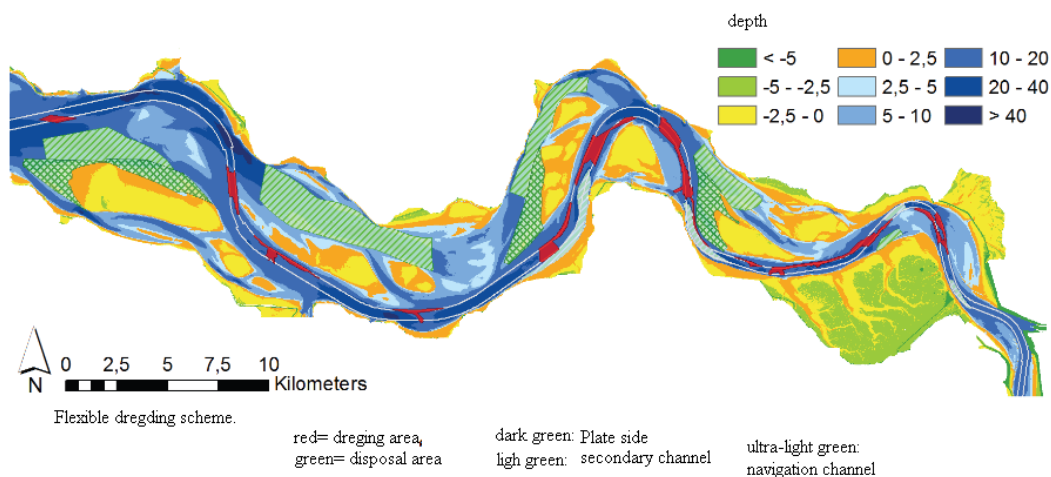 depth
< -5
0 - 2,5
10 - 20
-5 - -2,5
2,5 - 5
20 - 40
-2,5 - 0
5 - 10
> 40
0 2,5 5 7,5 10
Kilometers
N
Flexible dregding scheme.
red= dreging area,
green= disposal area
dark green: Plate side
ligh green: secondary channel
ultra-light green:
navigation channel